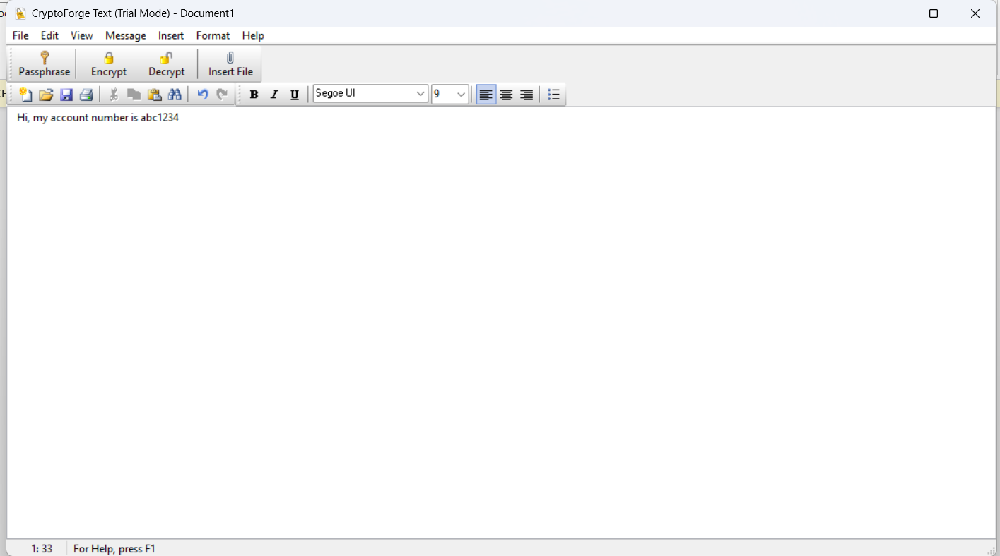 CryptoForge Text (Trial Mode) - Document1
File Edit View Message Insert Format Help
Passphrase Encrypt Decrypt Insert File
B I U Segoe UI 9
Hi, my account number is abc1234
1: 33 For Help, press F1